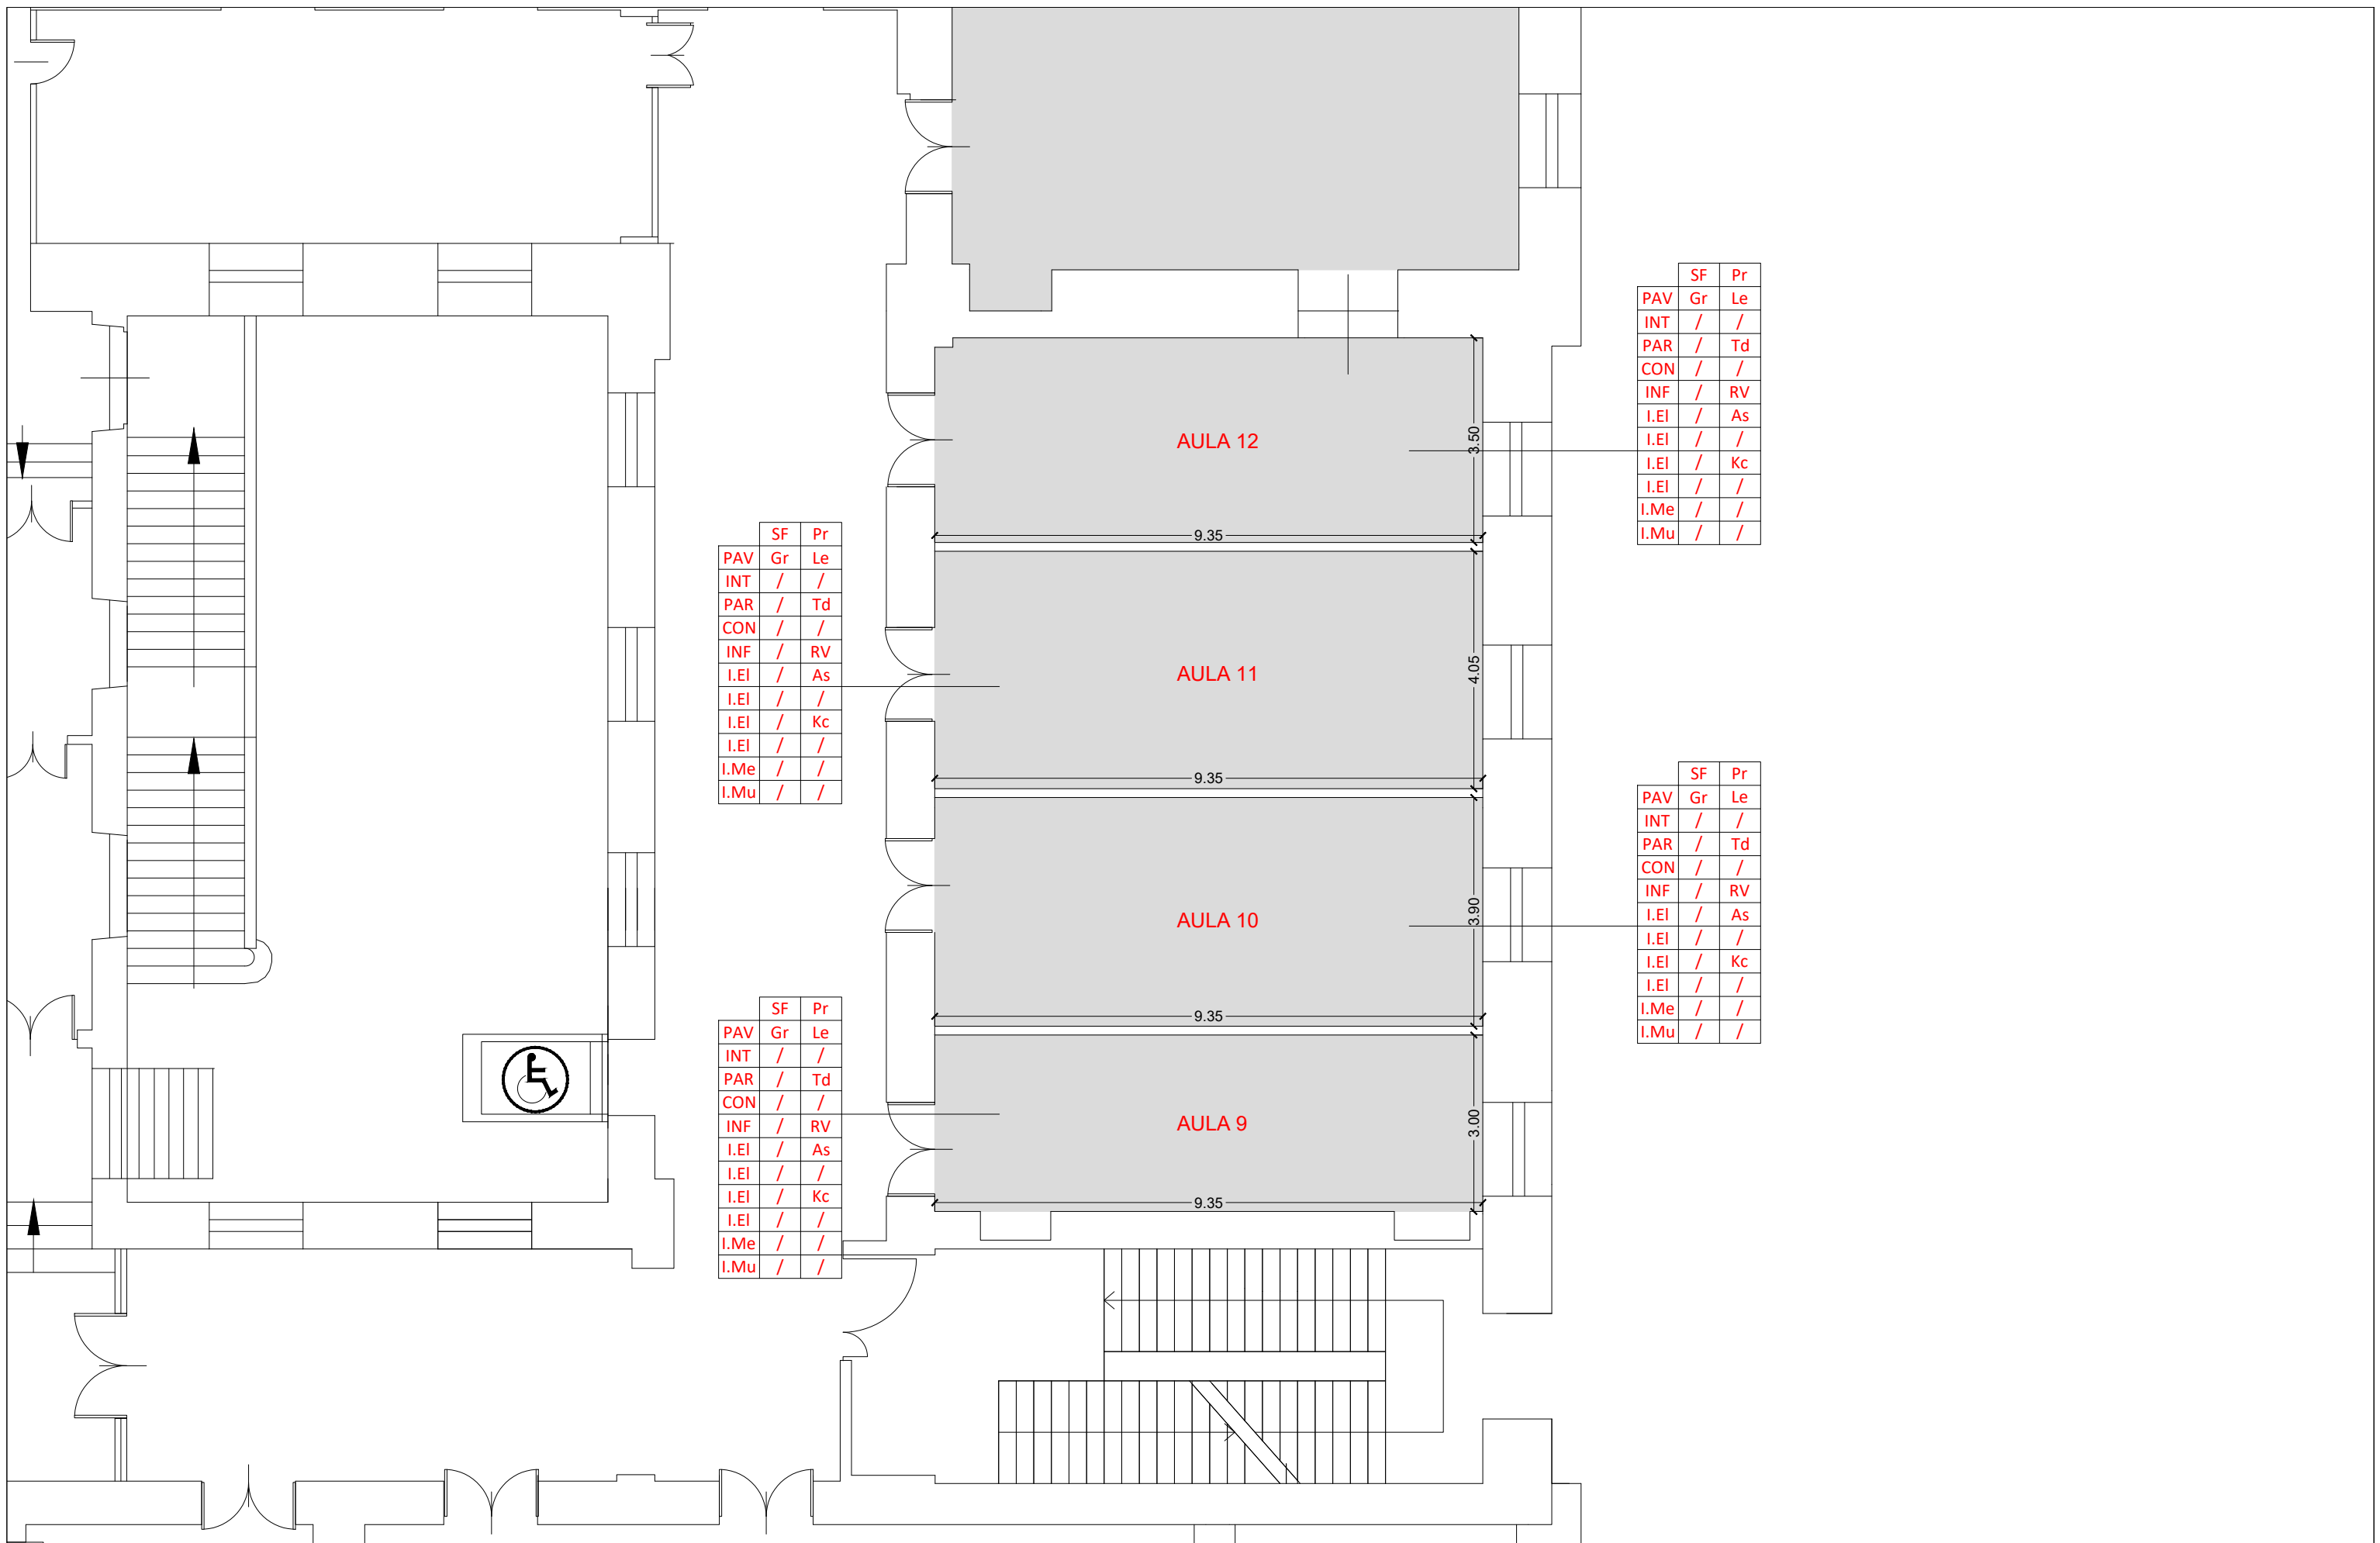 SF Pr
PAV Gr Le
INT / /
PAR / Td
CON / /
INF / RV
I.El / As
I.El / /
I.El / Kc
I.El / /
I.Me / /
I.Mu / /
AULA 12
3.50
9.35
SF Pr
PAV Gr Le
INT / /
PAR / Td
CON / /
INF / RV
I.El / As
I.El / /
I.El / Kc
I.El / /
I.Me / /
I.Mu / /
AULA 11
4.05
9.35
SF Pr
PAV Gr Le
INT / /
PAR / Td
CON / /
INF / RV
I.El / As
I.El / /
I.El / Kc
I.El / /
I.Me / /
I.Mu / /
AULA 10
3.90
9.35
SF Pr
PAV Gr Le
INT / /
PAR / Td
CON / /
INF / RV
I.El / As
I.El / /
I.El / Kc
I.El / /
I.Me / /
I.Mu / /
AULA 9
3.00
9.35